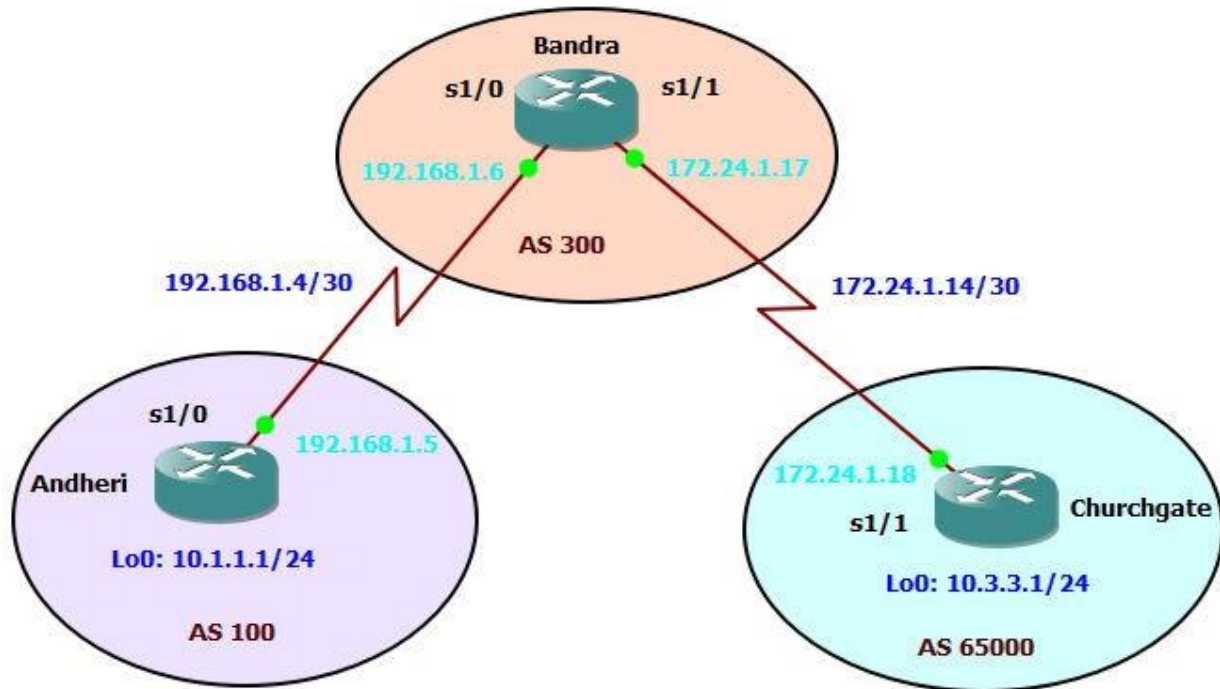 Bandra
s1/0
s1/1
192.168.1.6
172.24.1.17
AS 300
192.168.1.4/30
172.24.1.14/30
s1/0
192.168.1.5
Andheri
Lo0: 10.1.1.1/24
AS 100
172.24.1.18
s1/1
Churchgate
Lo0: 10.3.3.1/24
AS 65000